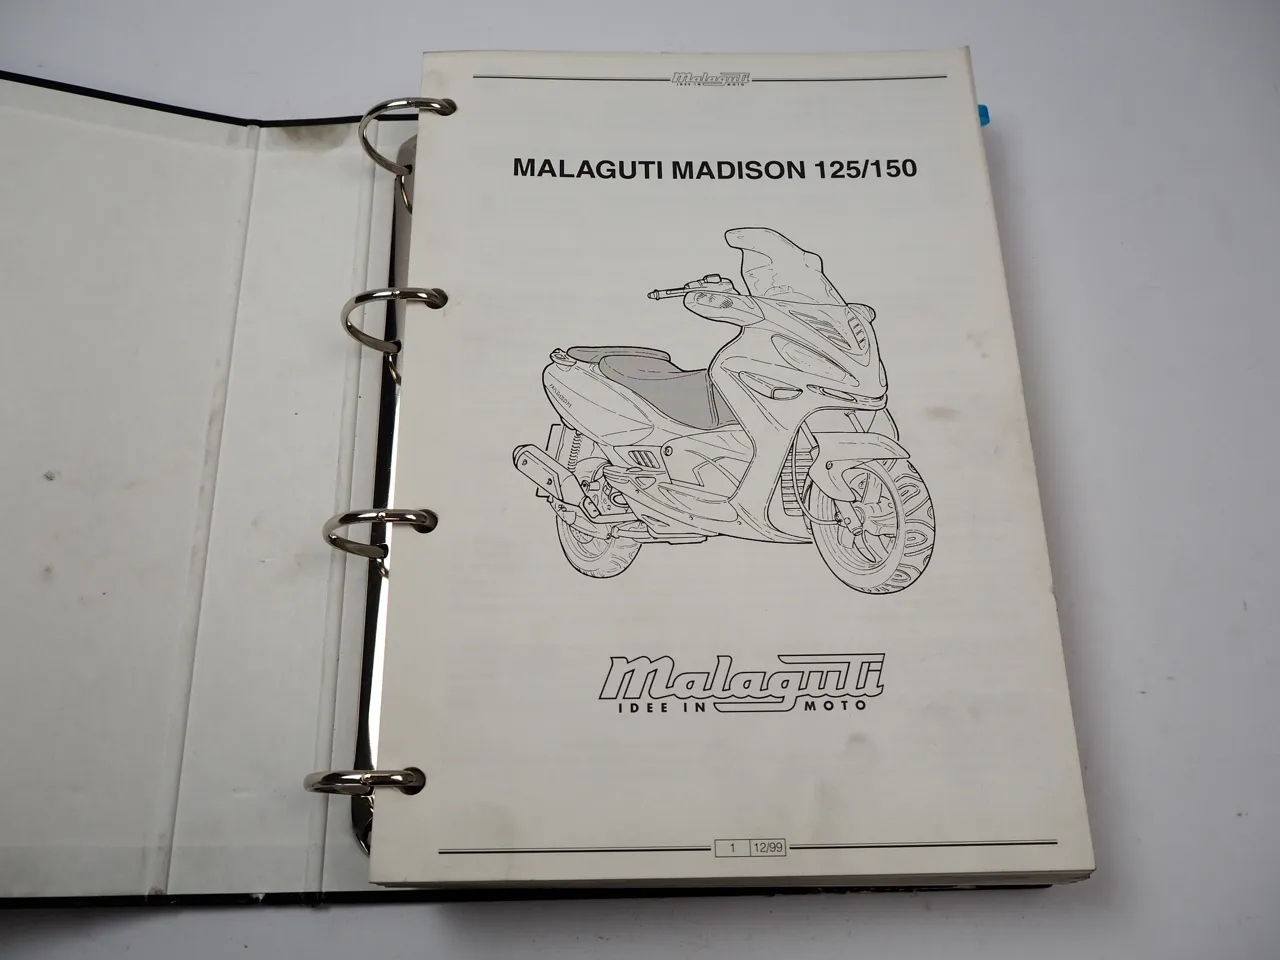 Malaguti
IDEE IN MOTO
MALAGUTI MADISON 125/150
MADISON
Malaguti
IDEE IN MOTO
1 12/99